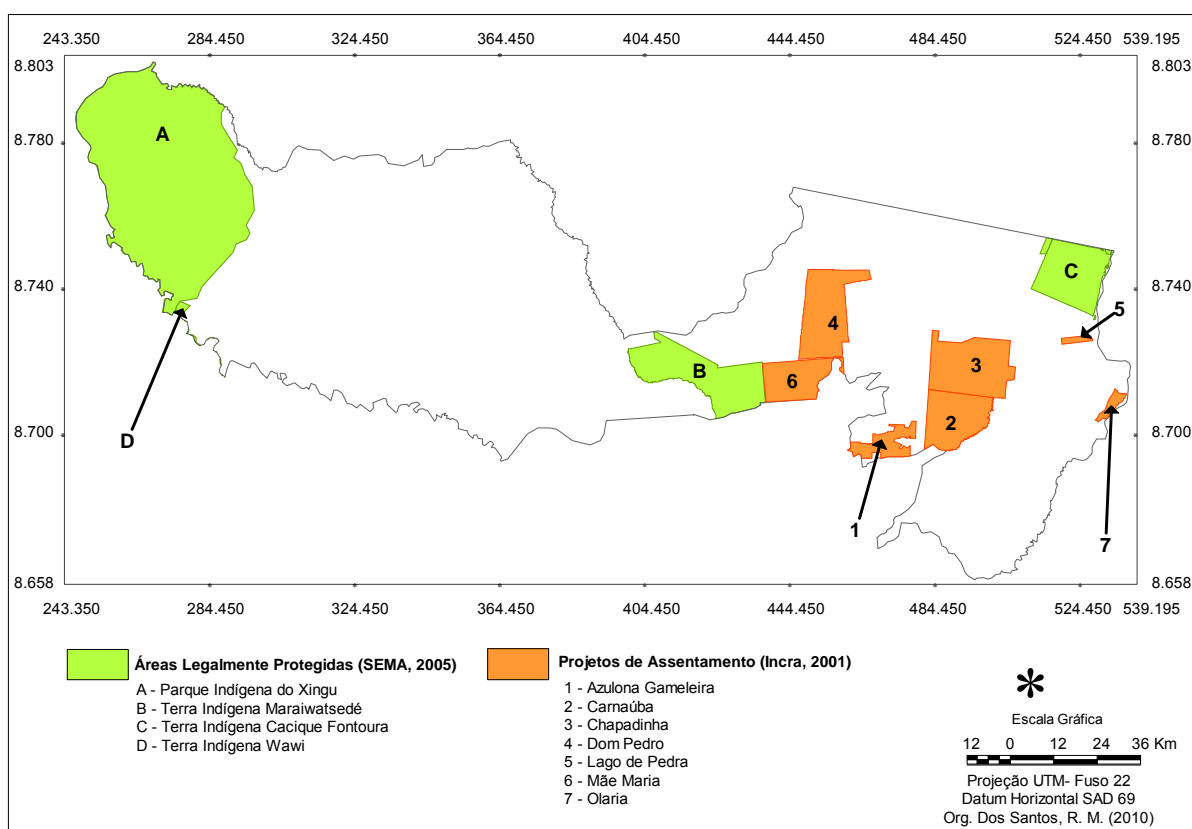 243.350 284.450 324.450 364.450 404.450 444.450 484.450 524.450 539.195
8.803 8.803
A
8.780 8.780
C
8.740 8.740
5
4
3
B
6
2
D
8.700 8.700
1
7
8.658 8.658
243.350 284.450 324.450 364.450 404.450 444.450 484.450 524.450 539.195
Áreas Legalmente Protegidas (SEMA, 2005)
A - Parque Indígena do Xingu
B - Terra Indígena Maraiwatsedé
C - Terra Indígena Cacique Fontoura
D - Terra Indígena Wawi
Projetos de Assentamento (Incra, 2001)
1 - Azulona Gameleira
2 - Carnaúba
3 - Chapadinha
4 - Dom Pedro
5 - Lago de Pedra
6 - Mãe Maria
7 - Olaria
*
Escala Gráfica
12 0 12 24 36 Km
Projeção UTM- Fuso 22
Datum Horizontal SAD 69
Org. Dos Santos, R. M. (2010)